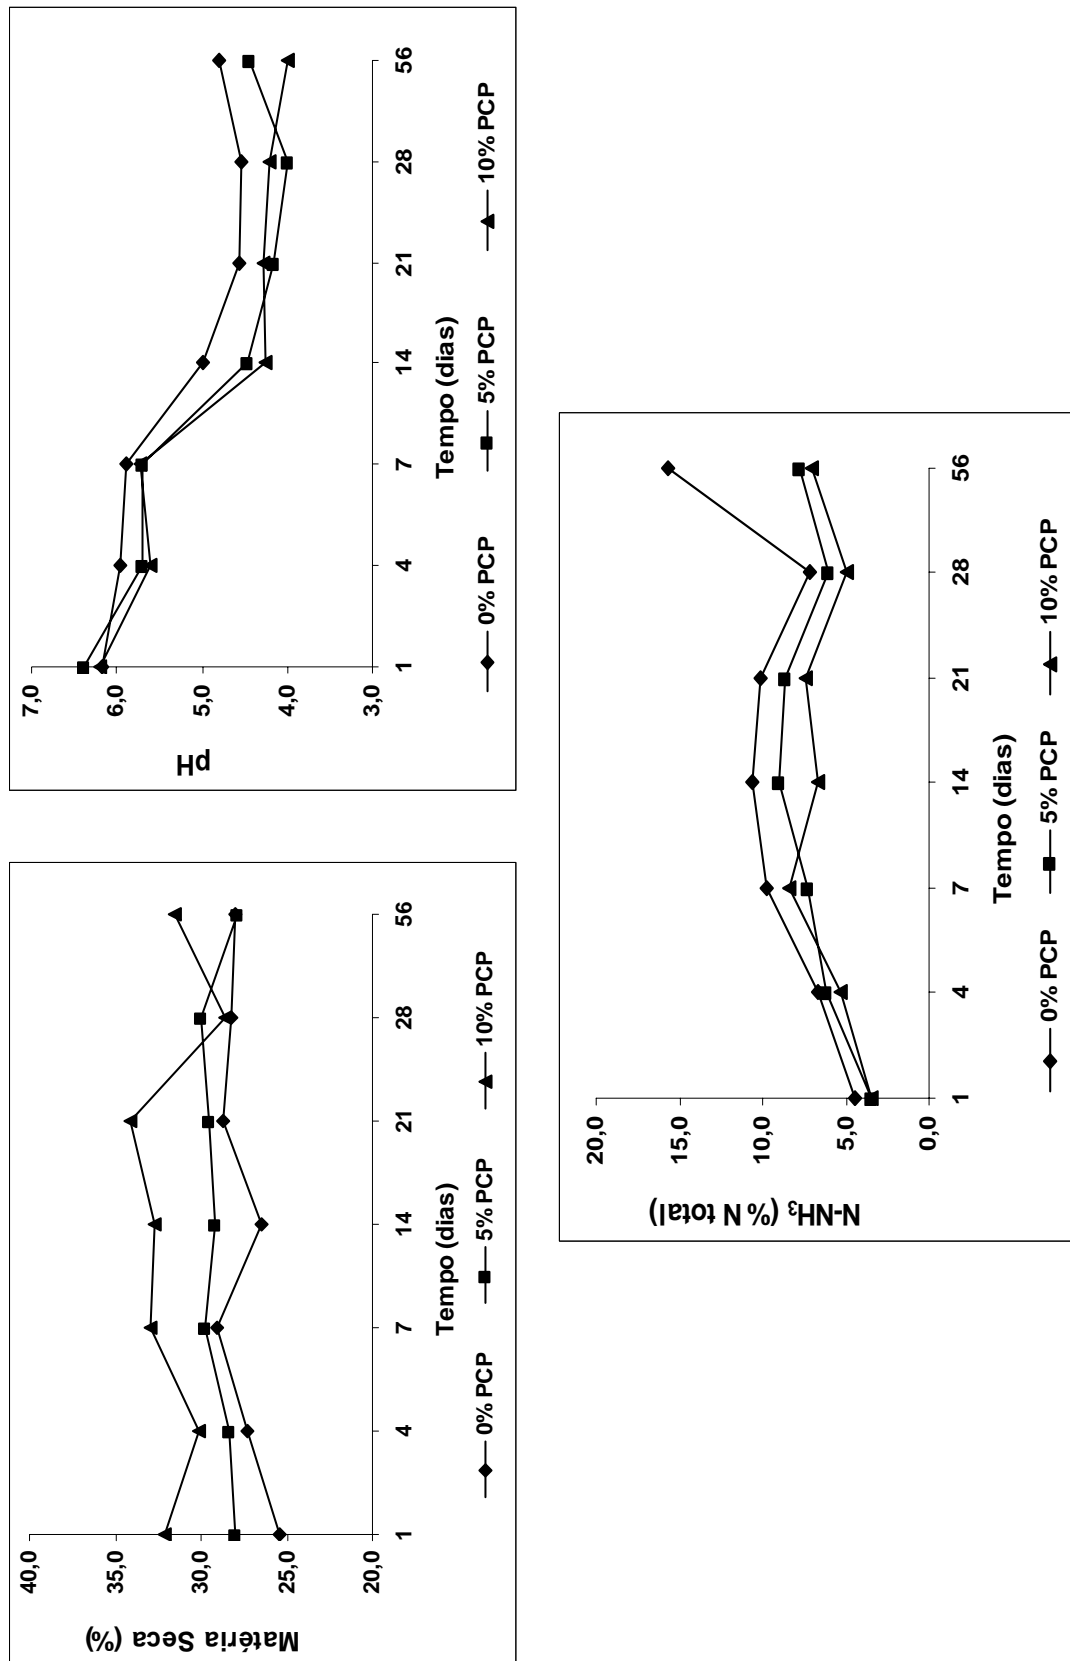 Matéria Seca (%)
40,0
35,0
30,0
25,0
20,0
1 4 7 14 21 28 56
Tempo (dias)
0% PCP 5% PCP 10% PCP
pH
7,0
6,0
5,0
4,0
3,0
1 4 7 14 21 28 56
Tempo (dias)
0% PCP 5% PCP 10% PCP
N-NH₃ (% N total)
20,0
15,0
10,0
5,0
0,0
1 4 7 14 21 28 56
Tempo (dias)
0% PCP 5% PCP 10% PCP